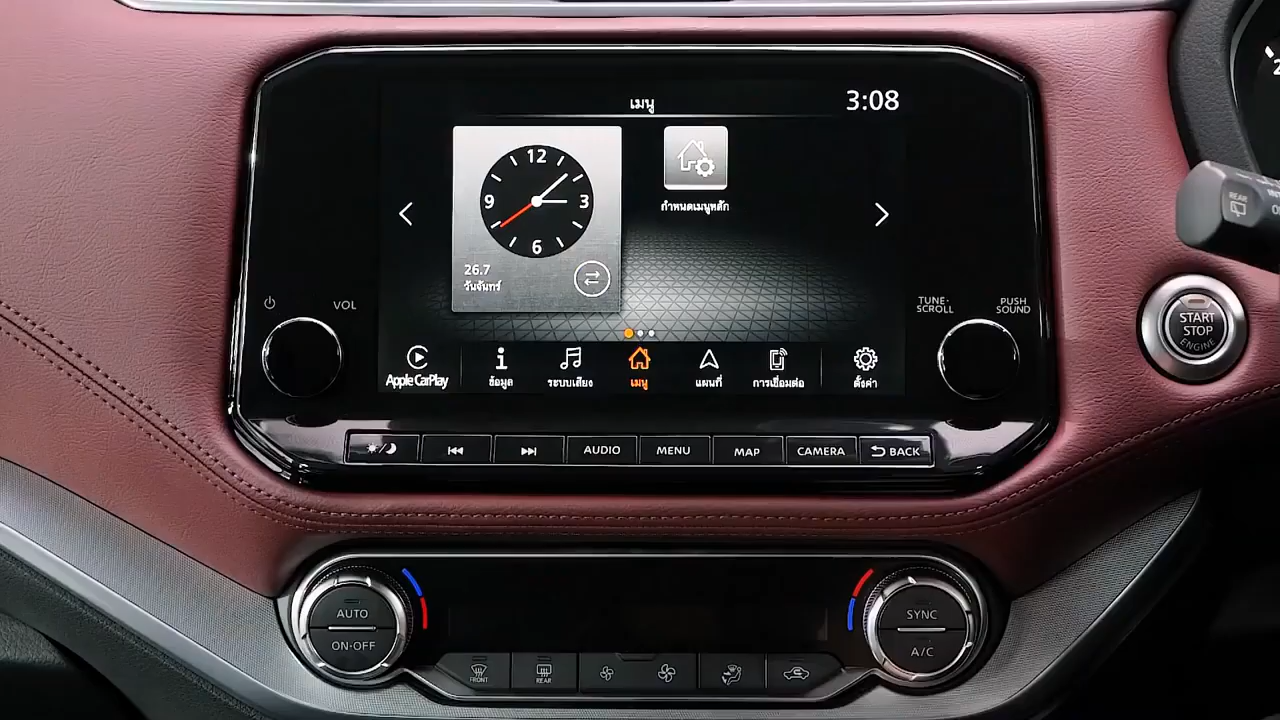 เมนู
3:08
12
9
3
6
26.7
วันจันทร์
กำหนดเมนูหลัก
VOL
TUNE·
SCROLL
PUSH
SOUND
Apple CarPlay
ข้อมูล
ระบบเสียง
เมนู
แผนที่
การเชื่อมต่อ
ตั้งค่า
AUDIO
MENU
MAP
CAMERA
BACK
START
STOP
ENGINE
REAR
2
AUTO
ON·OFF
SYNC
A/C
FRONT
REAR